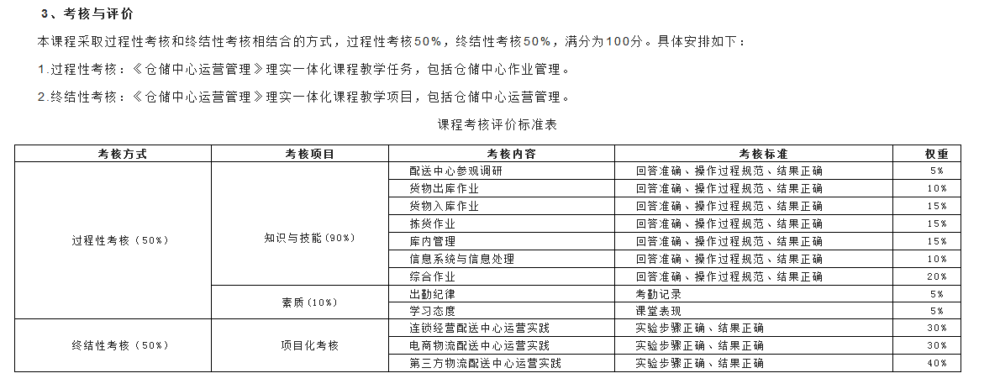 3、考核与评价
本课程采取过程性考核和终结性考核相结合的方式，过程性考核50%，终结性考核50%，满分为100分。具体安排如下：
1.过程性考核：《仓储中心运营管理》理实一体化课程教学任务，包括仓储中心作业管理。
2.终结性考核：《仓储中心运营管理》理实一体化课程教学项目，包括仓储中心运营管理。
课程考核评价标准表
考核方式 考核项目 考核内容 考核标准 权重
过程性考核（50%） 知识与技能(90%) 配送中心参观调研 回答准确、操作过程规范、结果正确 5%
货物出库作业 回答准确、操作过程规范、结果正确 10%
货物入库作业 回答准确、操作过程规范、结果正确 15%
拣货作业 回答准确、操作过程规范、结果正确 15%
库内管理 回答准确、操作过程规范、结果正确 15%
信息系统与信息处理 回答准确、操作过程规范、结果正确 10%
综合作业 回答准确、操作过程规范、结果正确 20%
素质(10%) 出勤纪律 考勤记录 5%
学习态度 课堂表现 5%
终结性考核（50%） 项目化考核 连锁经营配送中心运营实践 实验步骤正确、结果正确 30%
电商物流配送中心运营实践 实验步骤正确、结果正确 30%
第三方物流配送中心运营实践 实验步骤正确、结果正确 40%